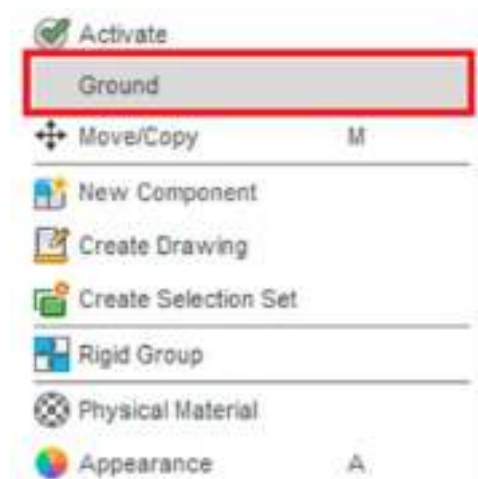 Activate
Ground
Move/Copy M
New Component
Create Drawing
Create Selection Set
Rigid Group
Physical Material
Appearance A